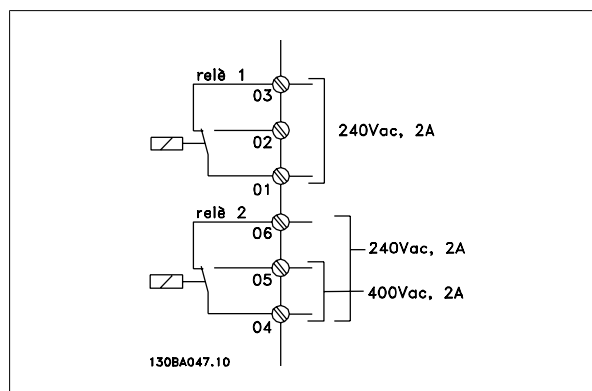 relè 1
03
02
240Vac, 2A
01
relè 2
06
240Vac, 2A
05
400Vac, 2A
04
130BA047.10